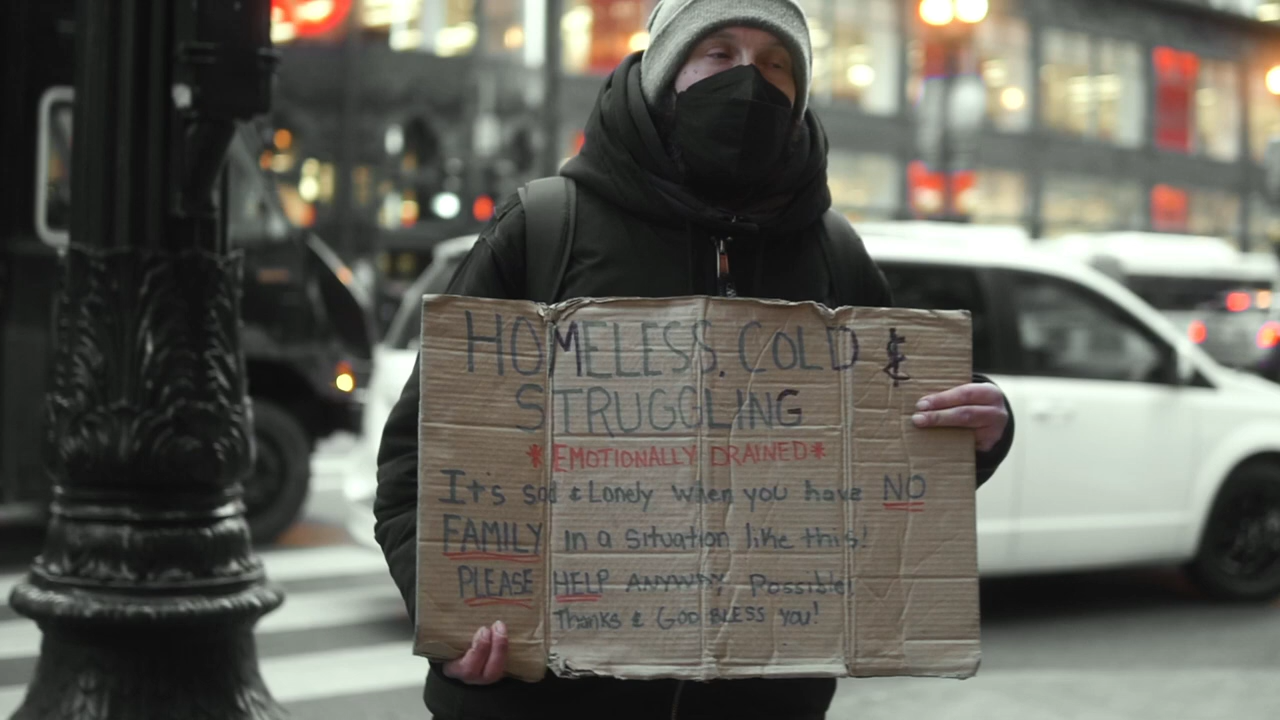 HOMELESS, COLD &
STRUGGLING
*EMOTIONALLY DRAINED*
It's sad & Lonely when you have NO
FAMILY in a situation like this!
PLEASE HELP ANYWAY Possible
Thanks & GOD BLESS you!